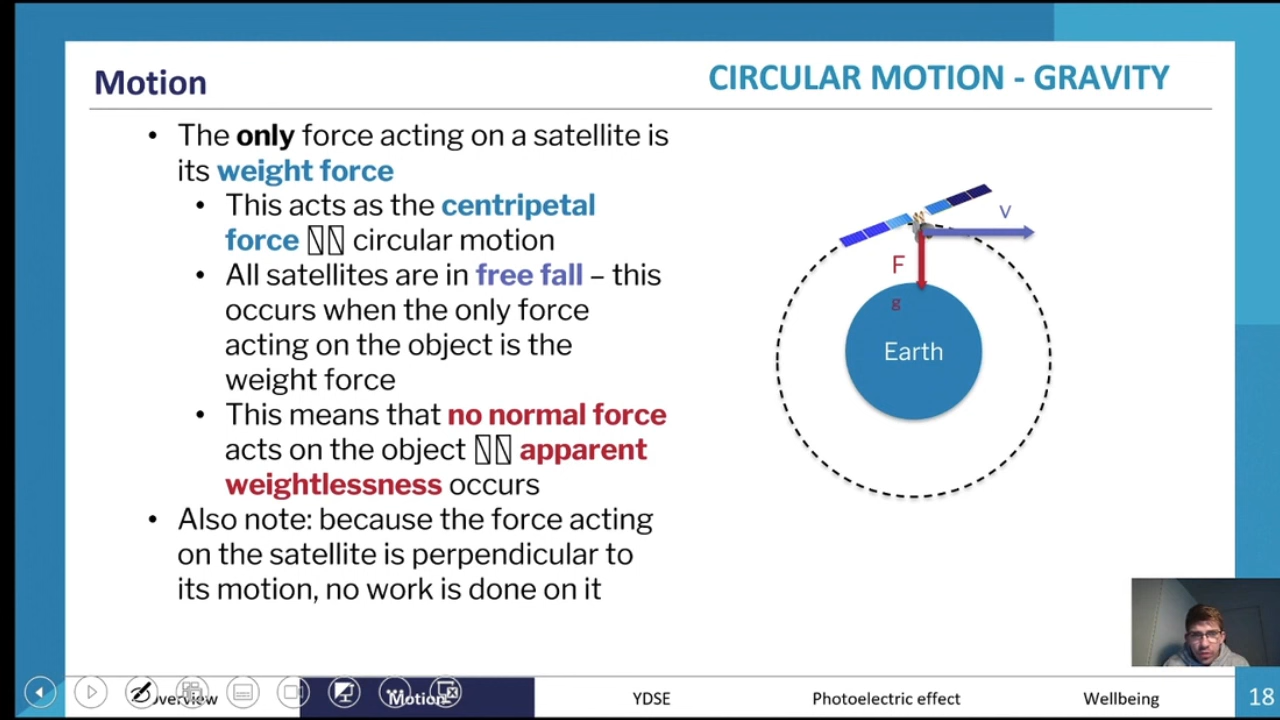 Motion
CIRCULAR MOTION - GRAVITY
• The only force acting on a satellite is
its weight force
• This acts as the centripetal
force circular motion
• All satellites are in free fall – this
occurs when the only force
acting on the object is the
weight force
• This means that no normal force
acts on the object apparent
weightlessness occurs
• Also note: because the force acting
on the satellite is perpendicular to
its motion, no work is done on it
v
F
g
Earth
Overview
Motion
YDSE
Photoelectric effect
Wellbeing
18